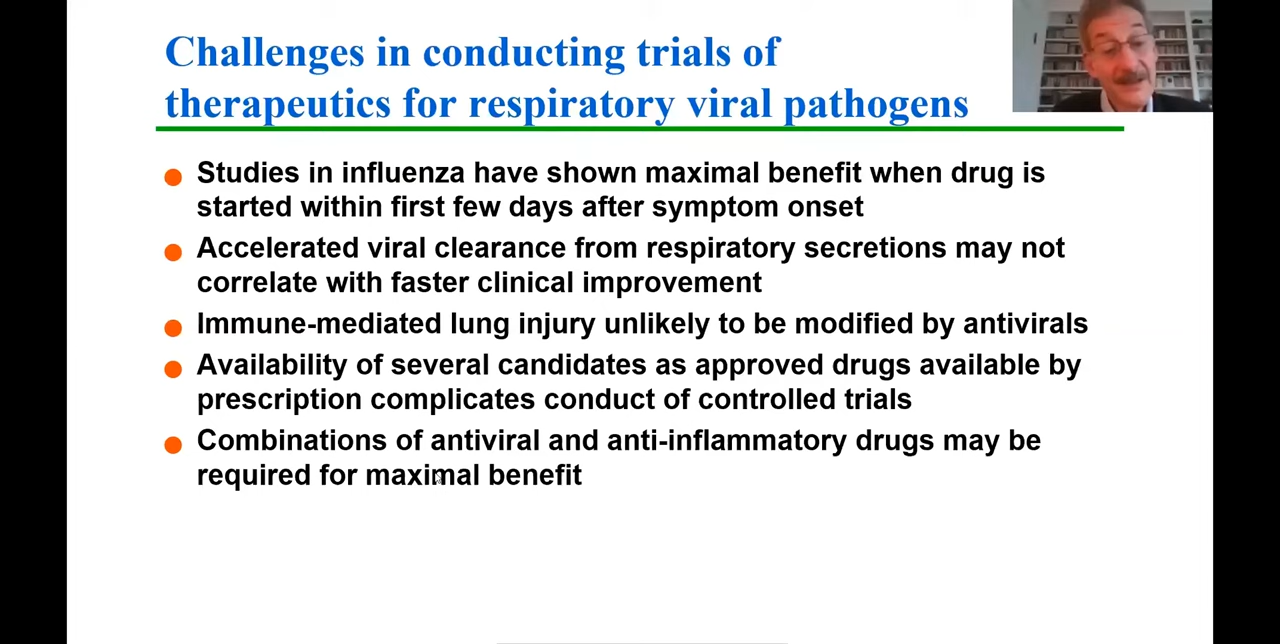 Challenges in conducting trials of
therapeutics for respiratory viral pathogens
Studies in influenza have shown maximal benefit when drug is
started within first few days after symptom onset
Accelerated viral clearance from respiratory secretions may not
correlate with faster clinical improvement
Immune-mediated lung injury unlikely to be modified by antivirals
Availability of several candidates as approved drugs available by
prescription complicates conduct of controlled trials
Combinations of antiviral and anti-inflammatory drugs may be
required for maximal benefit